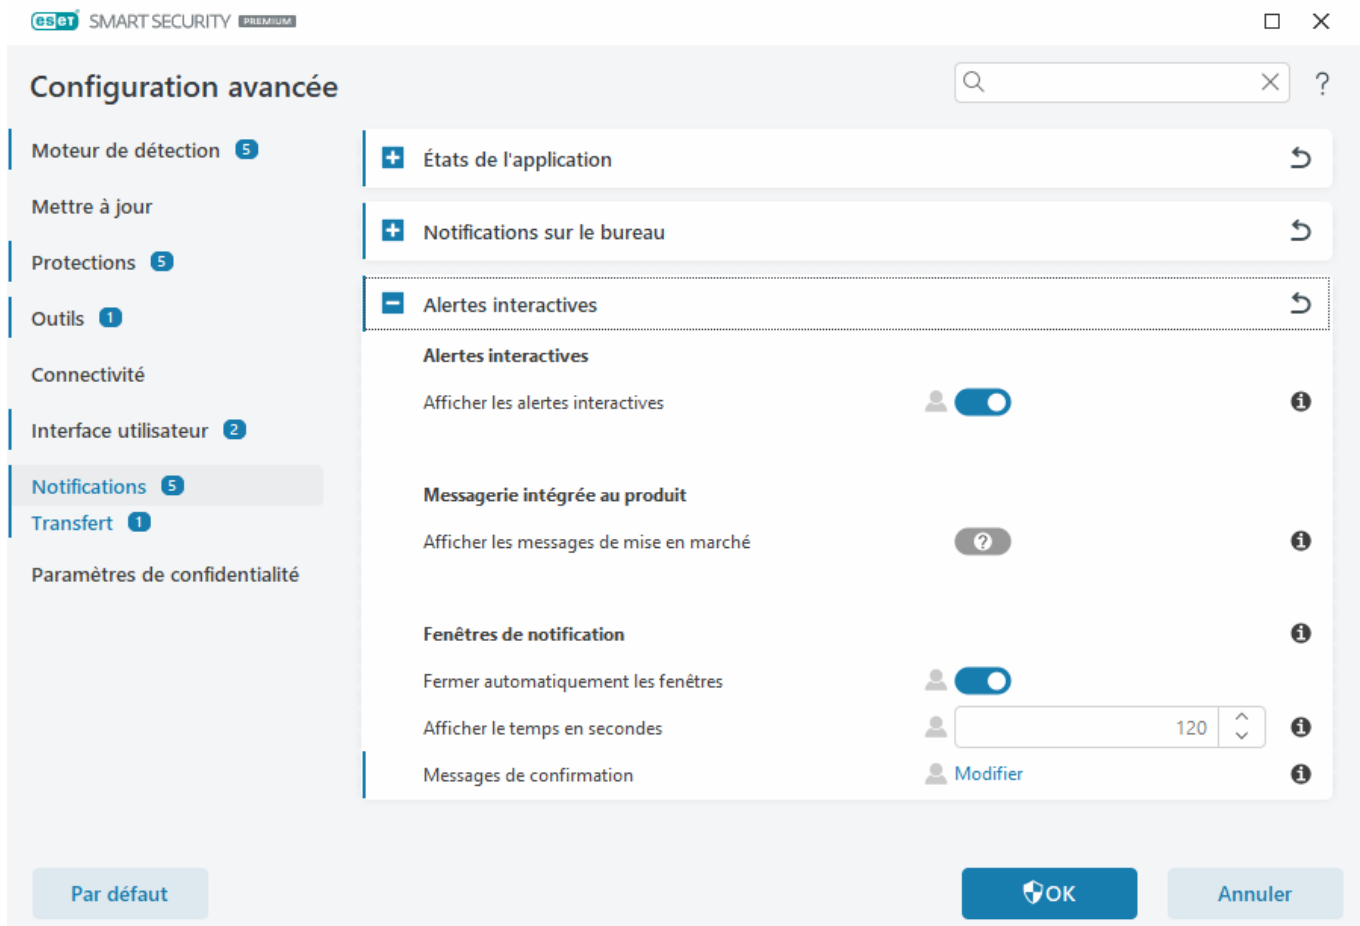 eset SMART SECURITY PREMIUM
Configuration avancée
?
Moteur de détection 5
Mettre à jour
Protections 5
Outils 1
Connectivité
Interface utilisateur 2
Notifications 5
Transfert 1
Paramètres de confidentialité
États de l'application
Notifications sur le bureau
Alertes interactives
Alertes interactives
Afficher les alertes interactives
Messagerie intégrée au produit
Afficher les messages de mise en marché ?
Fenêtres de notification
Fermer automatiquement les fenêtres
Afficher le temps en secondes 120
Messages de confirmation Modifier
Par défaut
OK
Annuler